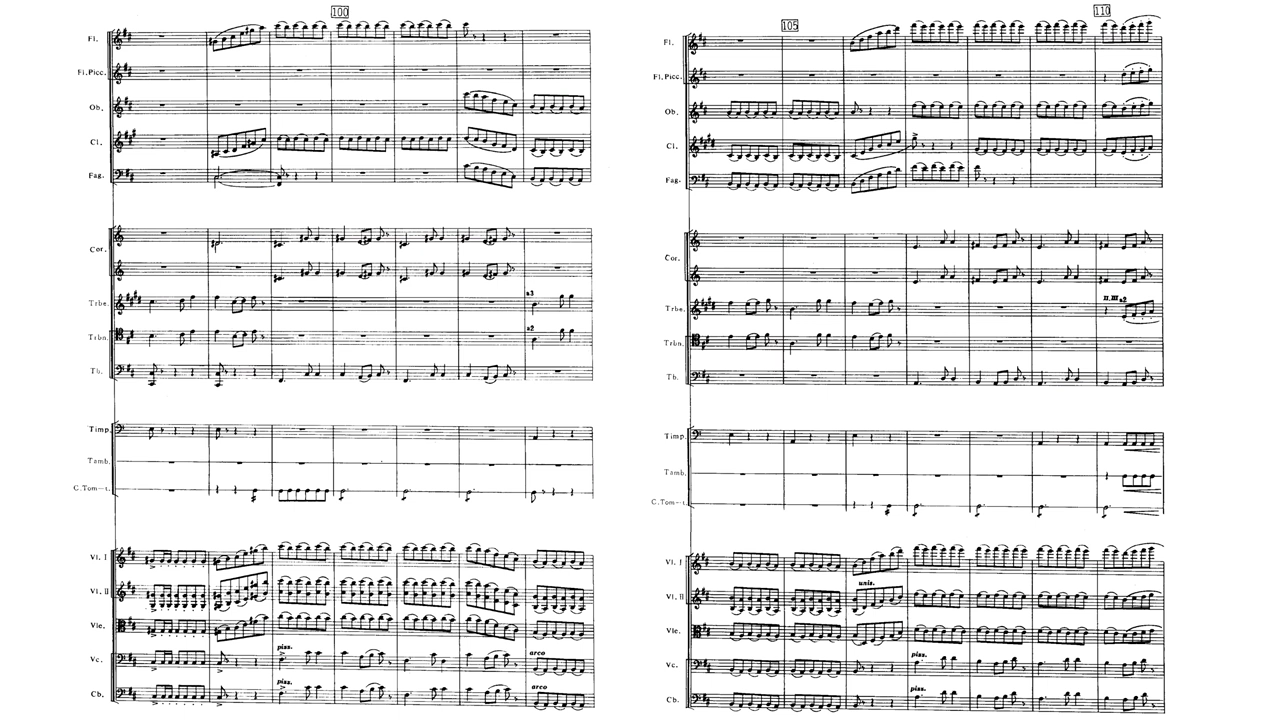 100
Fl.
Fl.Picc.
Ob.
Cl.
Fag.
Cor.
Trbe.
a3
Trbn.
a2
Tb.
Timp.
Tamb.
C.Tom-t.
Vl. I
Vl. II
Vle.
Vc.
pizz.
arco
Cb.
pizz.
arco
105
110
Fl.
Fl.Picc.
Ob.
Cl.
Fag.
Cor.
Trbe.
II.III a2
Trbn.
Tb.
Timp.
Tamb.
C.Tom-t.
Vl. I
Vl. II
unis.
Vle.
Vc.
pizz.
Cb.
pizz.